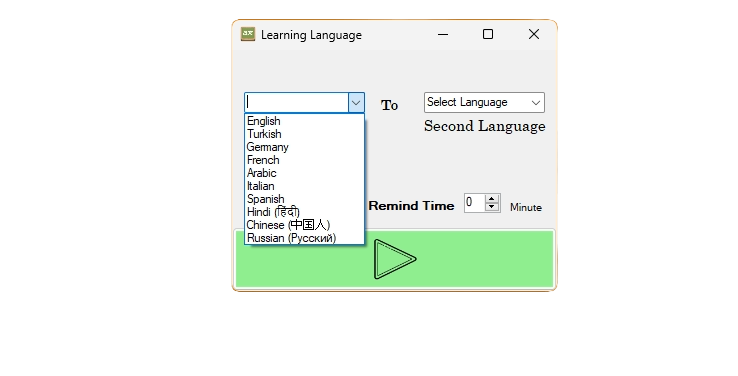 Learning Language
To
Select Language
Second Language
English
Turkish
Germany
French
Arabic
Italian
Spanish
Hindi (हिंदी)
Chinese (中国人)
Russian (Русский)
Remind Time
0
Minute